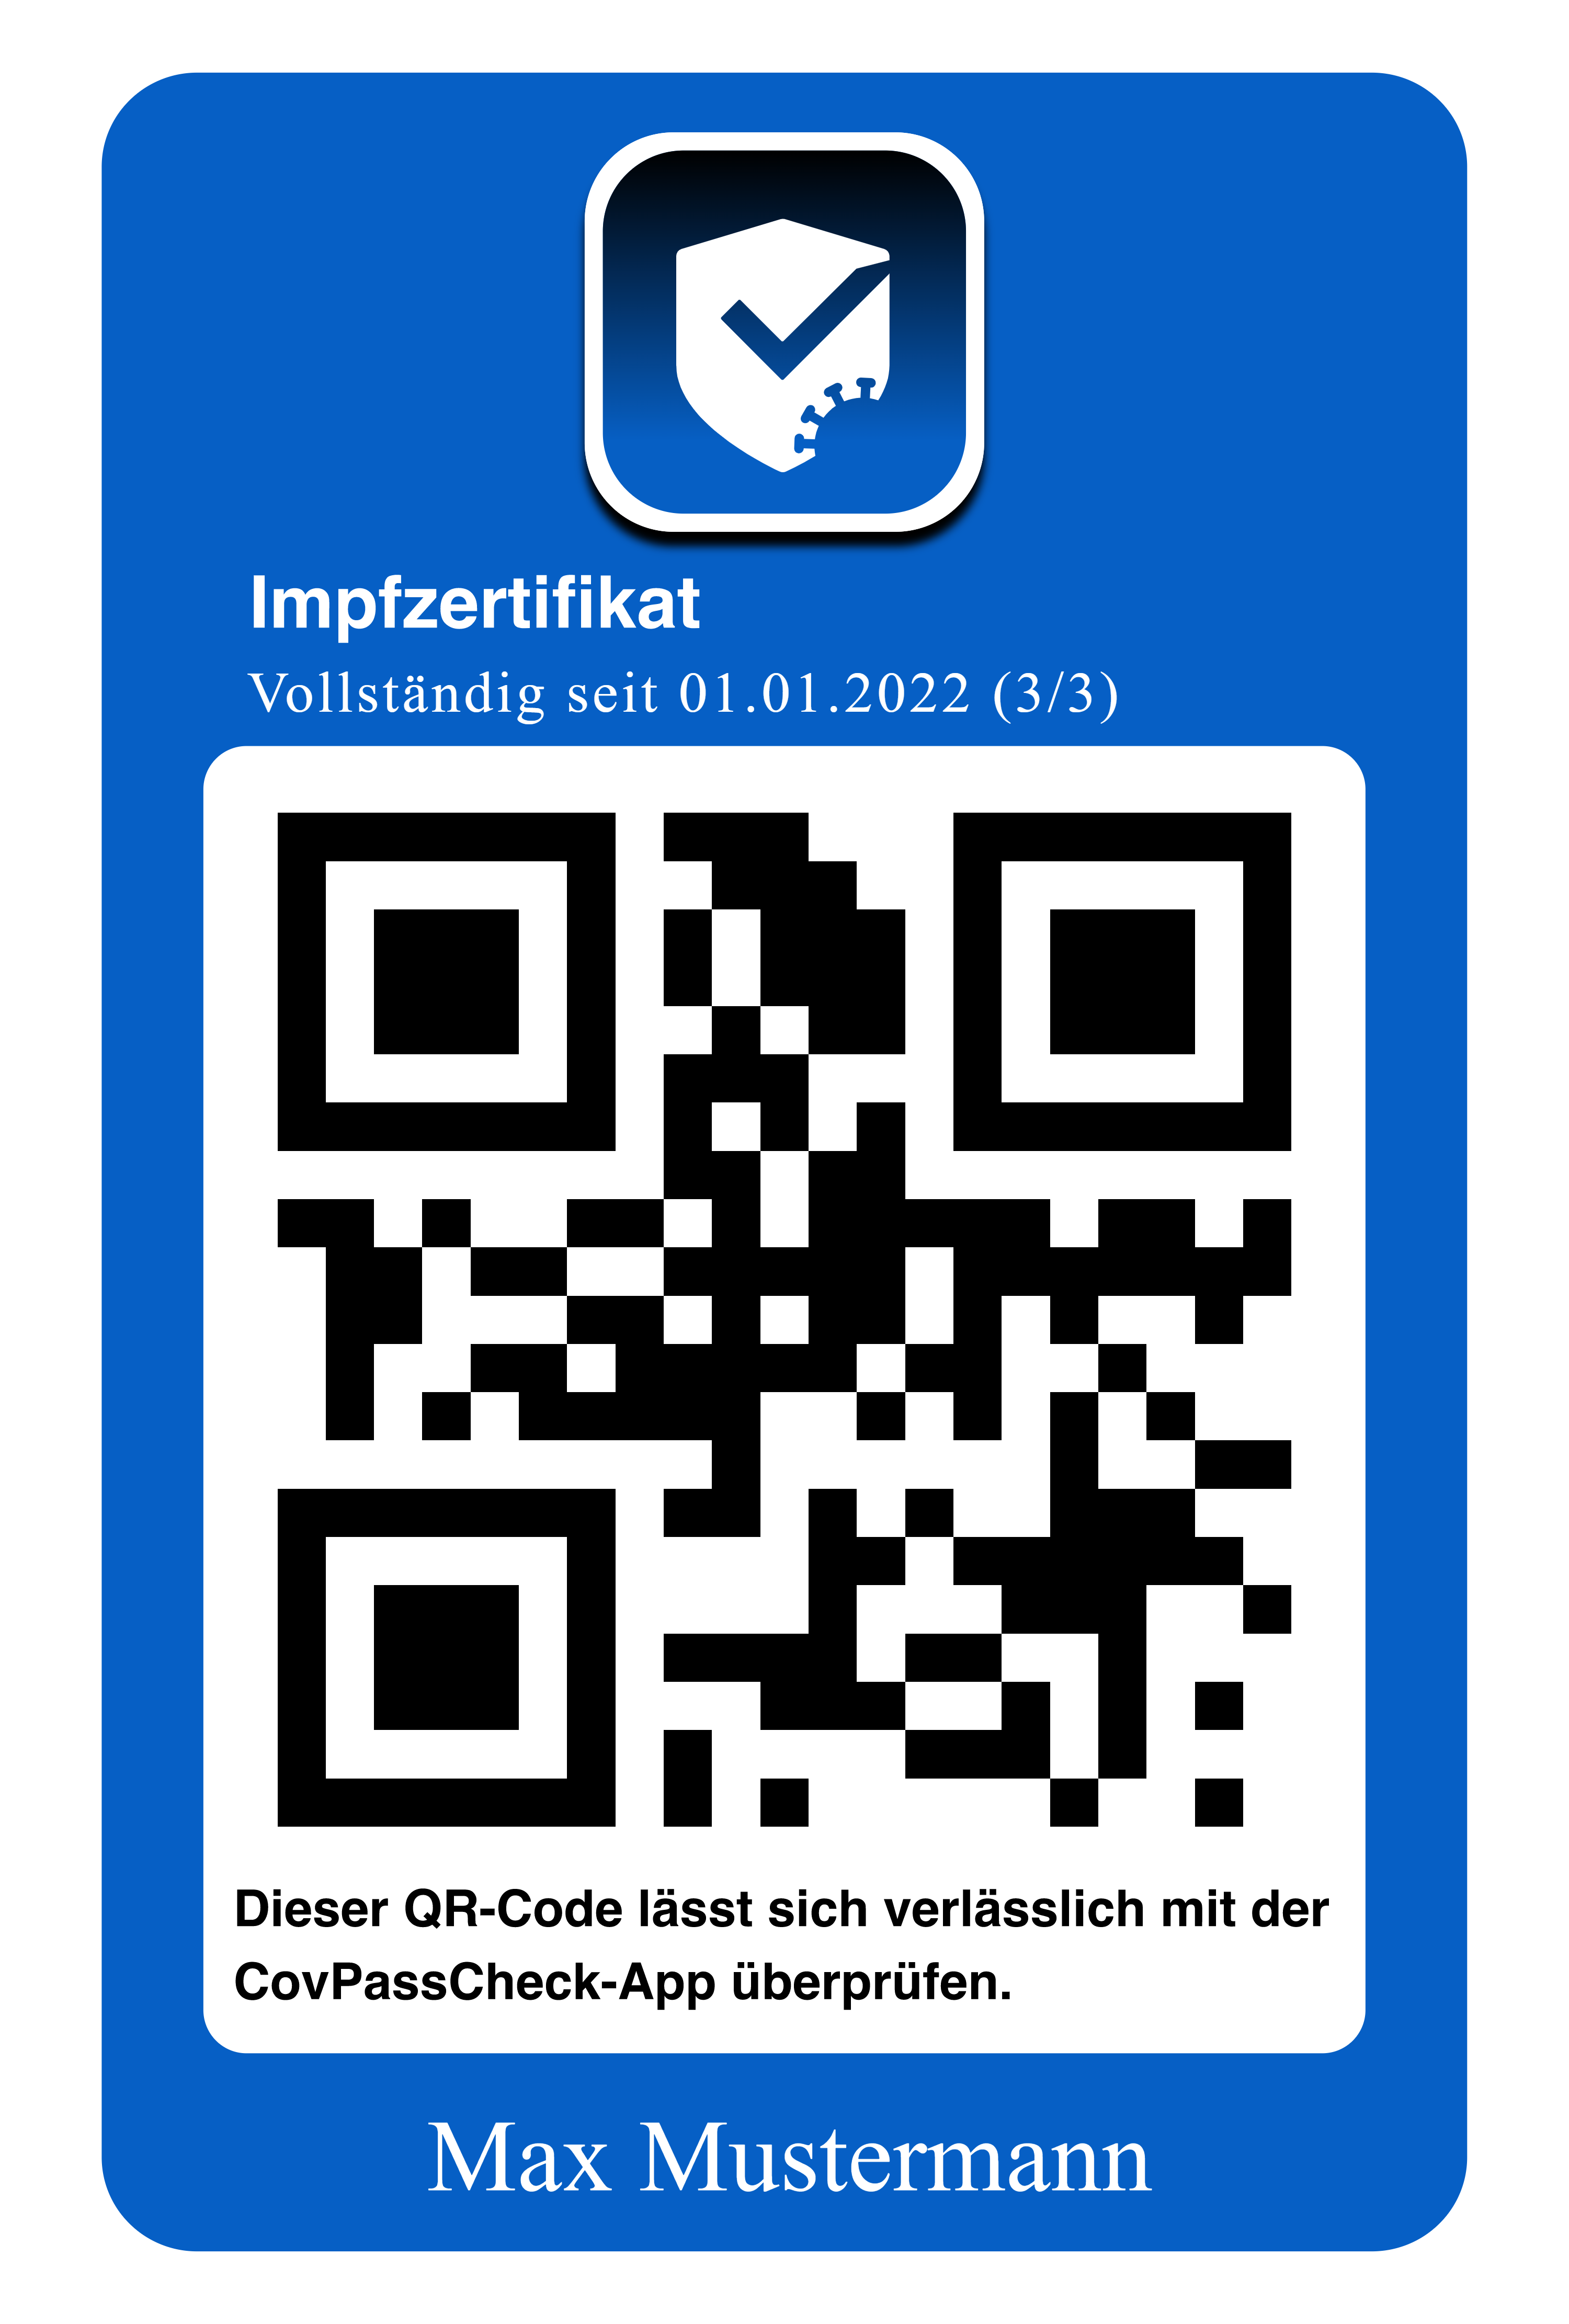 Impfzertifikat
Vollständig seit 01.01.2022 (3/3)
Dieser QR-Code lässt sich verlässlich mit der
CovPassCheck-App überprüfen.
Max Mustermann